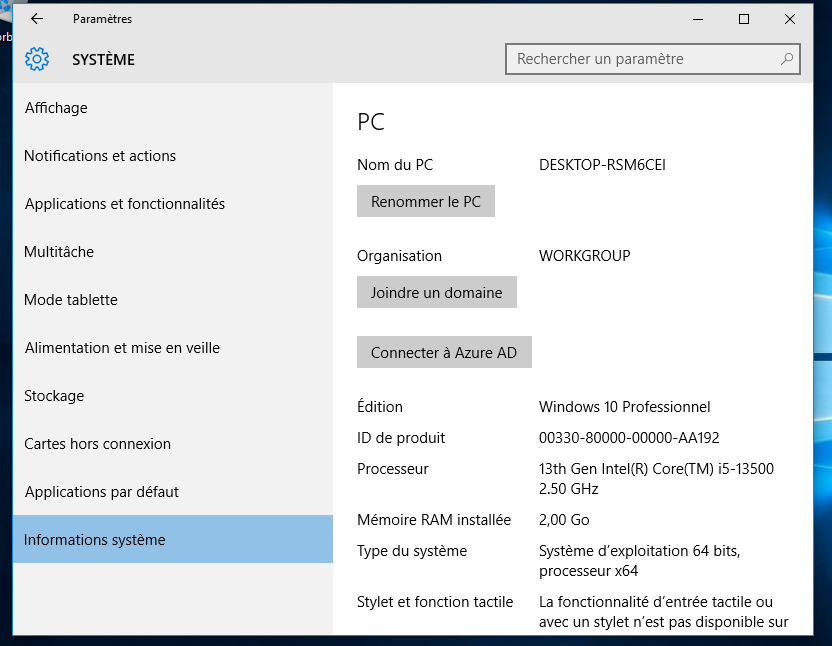 Paramètres
SYSTÈME
Rechercher un paramètre
Affichage
Notifications et actions
Applications et fonctionnalités
Multitâche
Mode tablette
Alimentation et mise en veille
Stockage
Cartes hors connexion
Applications par défaut
Informations système
PC
Nom du PC DESKTOP-RSM6CEI
Renommer le PC
Organisation WORKGROUP
Joindre un domaine
Connecter à Azure AD
Édition Windows 10 Professionnel
ID de produit 00330-80000-00000-AA192
Processeur 13th Gen Intel(R) Core(TM) i5-13500
2.50 GHz
Mémoire RAM installée 2,00 Go
Type du système Système d’exploitation 64 bits,
processeur x64
Stylet et fonction tactile La fonctionnalité d’entrée tactile ou
avec un stylet n’est pas disponible sur